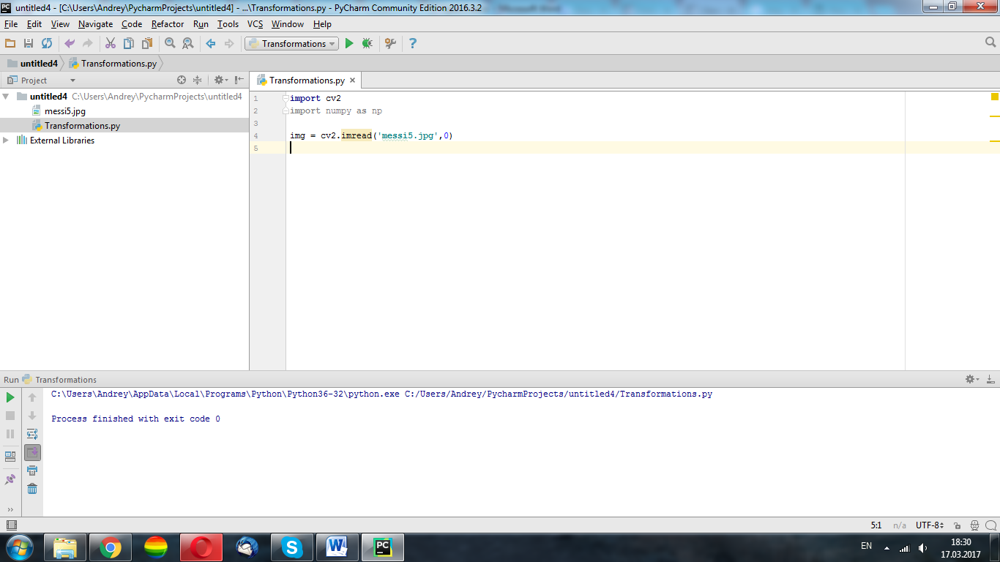 untitled4 - [C:\Users\Andrey\PycharmProjects\untitled4] - ...\Transformations.py - PyCharm Community Edition 2016.3.2
File Edit View Navigate Code Refactor Run Tools VCS Window Help
Transformations
untitled4 Transformations.py
Project
Transformations.py
untitled4 C:\Users\Andrey\PycharmProjects\untitled4
messi5.jpg
Transformations.py
External Libraries
1 import cv2
2 import numpy as np
3
4 img = cv2.imread('messi5.jpg',0)
5
Run Transformations
C:\Users\Andrey\AppData\Local\Programs\Python\Python36-32\python.exe C:/Users/Andrey/PycharmProjects/untitled4/Transformations.py
Process finished with exit code 0
5:1 n/a UTF-8
EN
18:30
17.03.2017